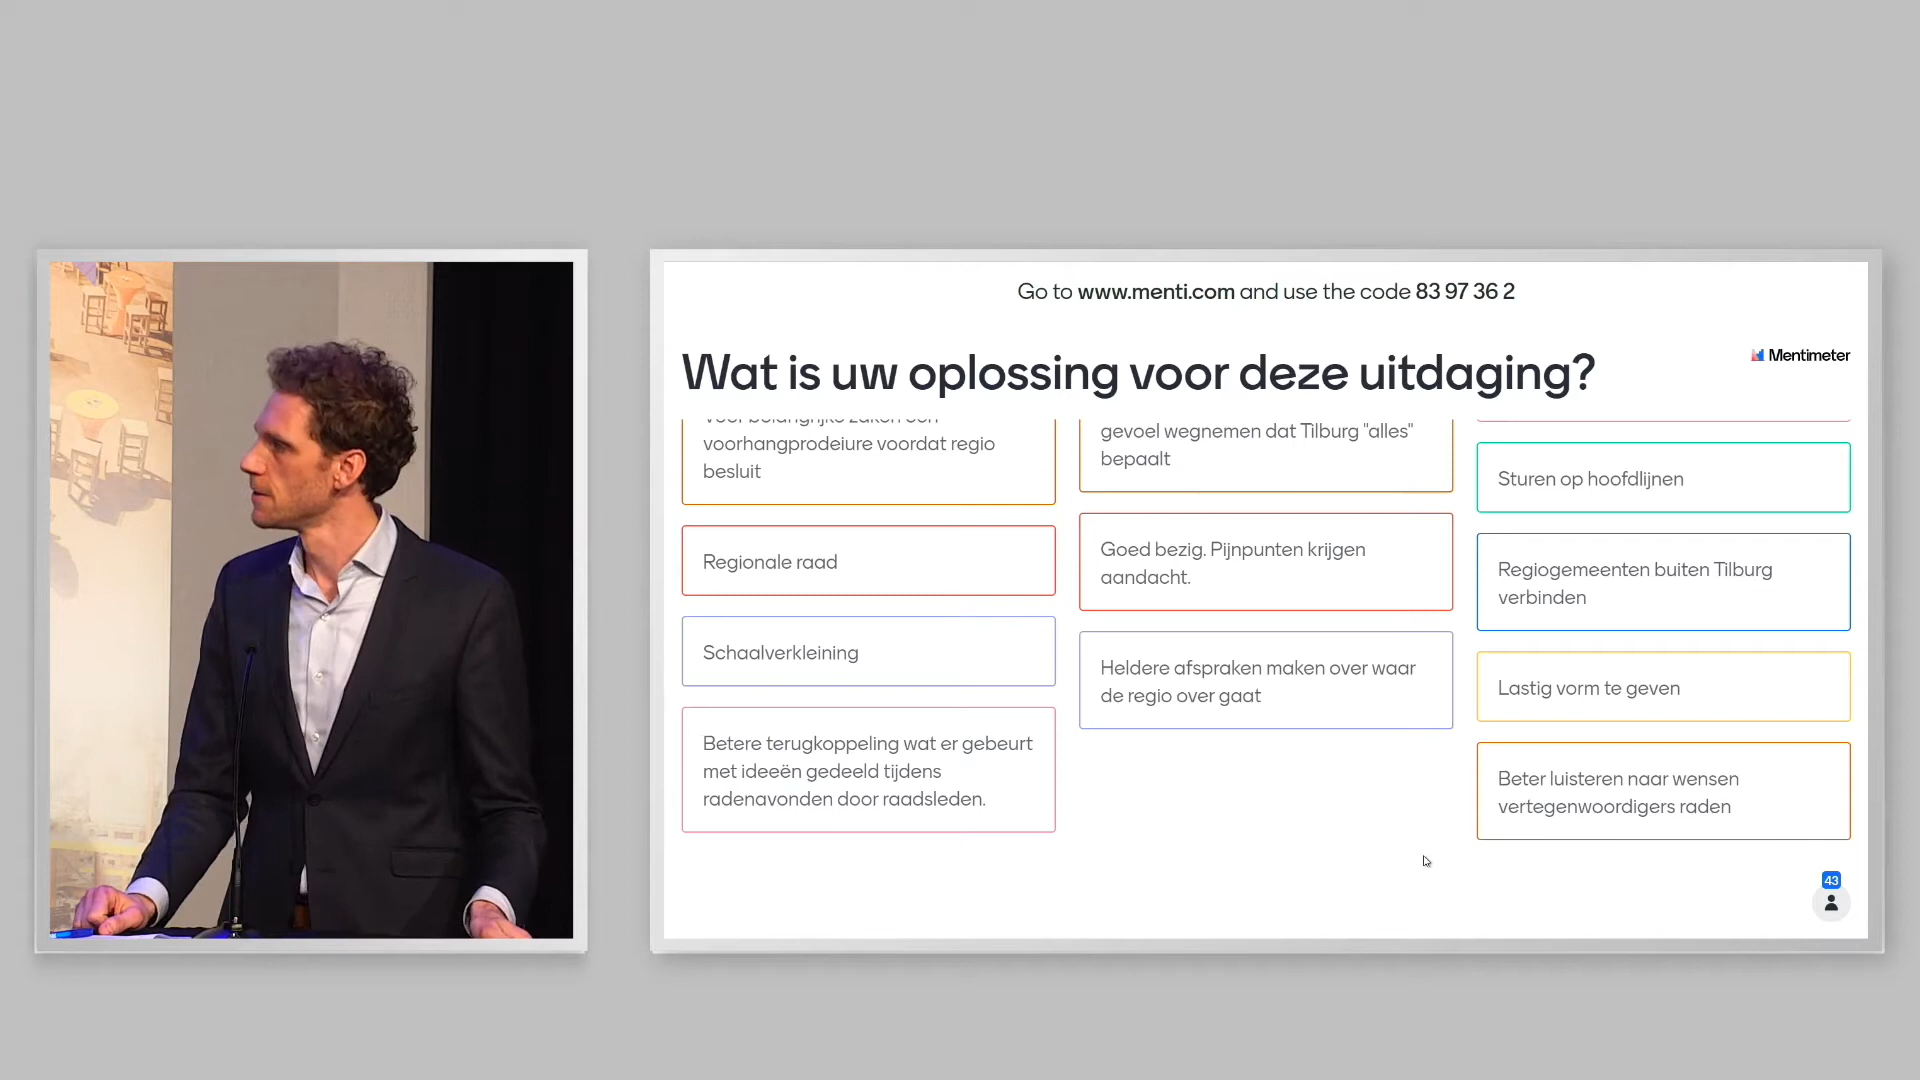 Go to www.menti.com and use the code 83 97 36 2
Wat is uw oplossing voor deze uitdaging?
Mentimeter
Voor belangrijke zaken een
voorhangprodeiure voordat regio
besluit
Regionale raad
Schaalverkleining
Betere terugkoppeling wat er gebeurt
met ideeën gedeeld tijdens
radenavonden door raadsleden.
gevoel wegnemen dat Tilburg "alles"
bepaalt
Goed bezig. Pijnpunten krijgen
aandacht.
Heldere afspraken maken over waar
de regio over gaat
Sturen op hoofdlijnen
Regiogemeenten buiten Tilburg
verbinden
Lastig vorm te geven
Beter luisteren naar wensen
vertegenwoordigers raden
43